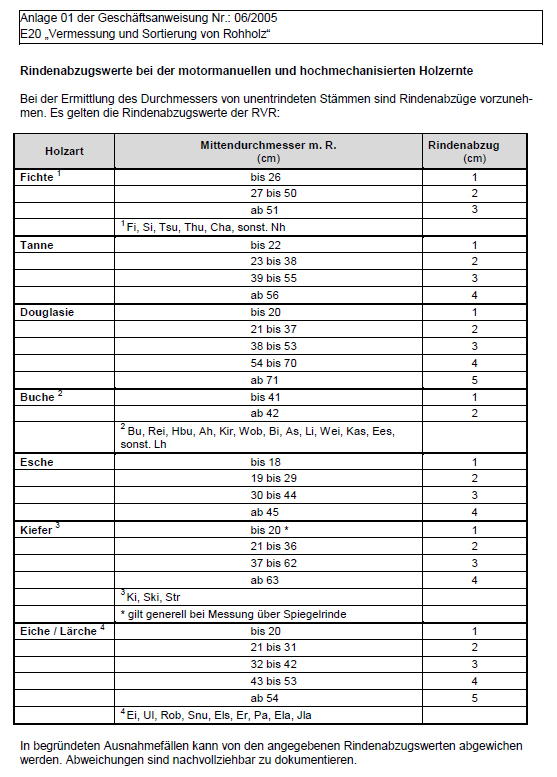 Anlage 01 der Geschäftsanweisung Nr.: 06/2005
E20 „Vermessung und Sortierung von Rohholz“
Rindenabzugswerte bei der motormanuellen und hochmechanisierten Holzernte
Bei der Ermittlung des Durchmessers von unentrindeten Stämmen sind Rindenabzüge vorzuneh-
men. Es gelten die Rindenabzugswerte der RVR:
Holzart Mittendurchmesser m. R. (cm) Rindenabzug (cm)
Fichte 1 bis 26 1
27 bis 50 2
ab 51 3
1 Fi, Si, Tsu, Thu, Cha, sonst. Nh
Tanne bis 22 1
23 bis 38 2
39 bis 55 3
ab 56 4
Douglasie bis 20 1
21 bis 37 2
38 bis 53 3
54 bis 70 4
ab 71 5
Buche 2 bis 41 1
ab 42 2
2 Bu, Rei, Hbu, Ah, Kir, Wob, Bi, As, Li, Wei, Kas, Ees,
sonst. Lh
Esche bis 18 1
19 bis 29 2
30 bis 44 3
ab 45 4
Kiefer 3 bis 20 * 1
21 bis 36 2
37 bis 62 3
ab 63 4
3 Ki, Ski, Str
* gilt generell bei Messung über Spiegelrinde
Eiche / Lärche 4 bis 20 1
21 bis 31 2
32 bis 42 3
43 bis 53 4
ab 54 5
4 Ei, Ul, Rob, Snu, Els, Er, Pa, Ela, Jla
In begründeten Ausnahmefällen kann von den angegebenen Rindenabzugswerten abgewichen
werden. Abweichungen sind nachvollziehbar zu dokumentieren.